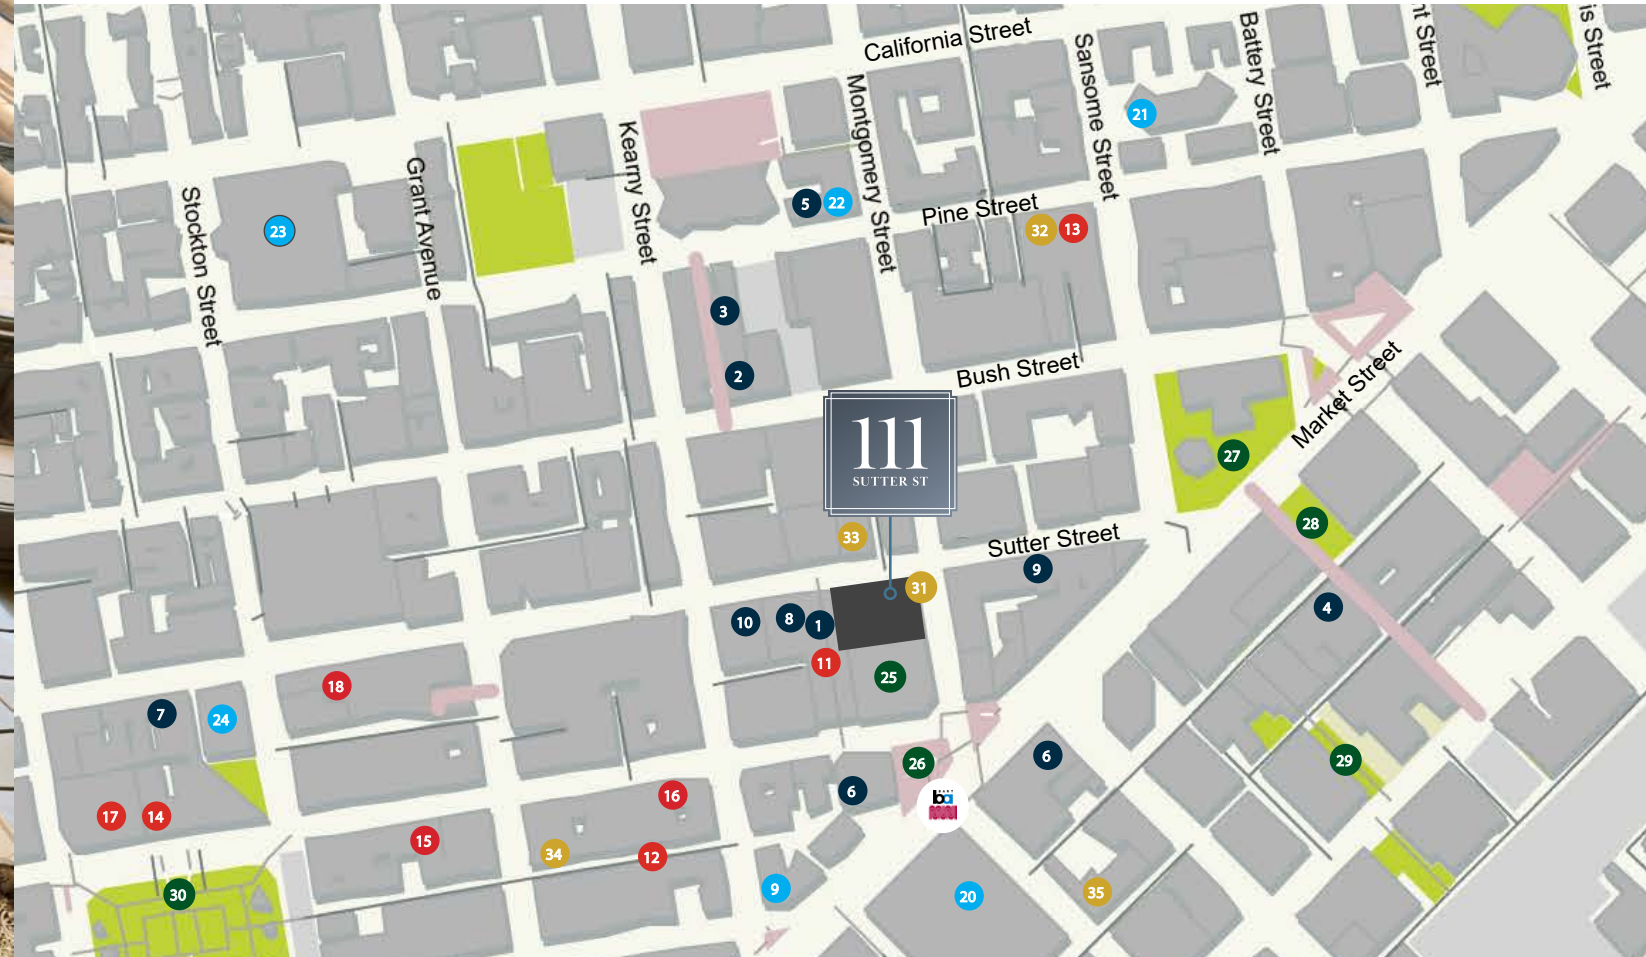 California Street
Sansome Street
Battery Street
nt Street
is Street
Montgomery Street
Kearny Street
Grant Avenue
Stockton Street
21
5
22
Pine Street
32
13
23
3
2
Bush Street
Market Street
111
SUTTER ST
27
28
33
Sutter Street
9
31
4
10
8
1
11
25
18
7
24
26
6
29
6
ba
16
17
14
15
34
12
9
20
35
30